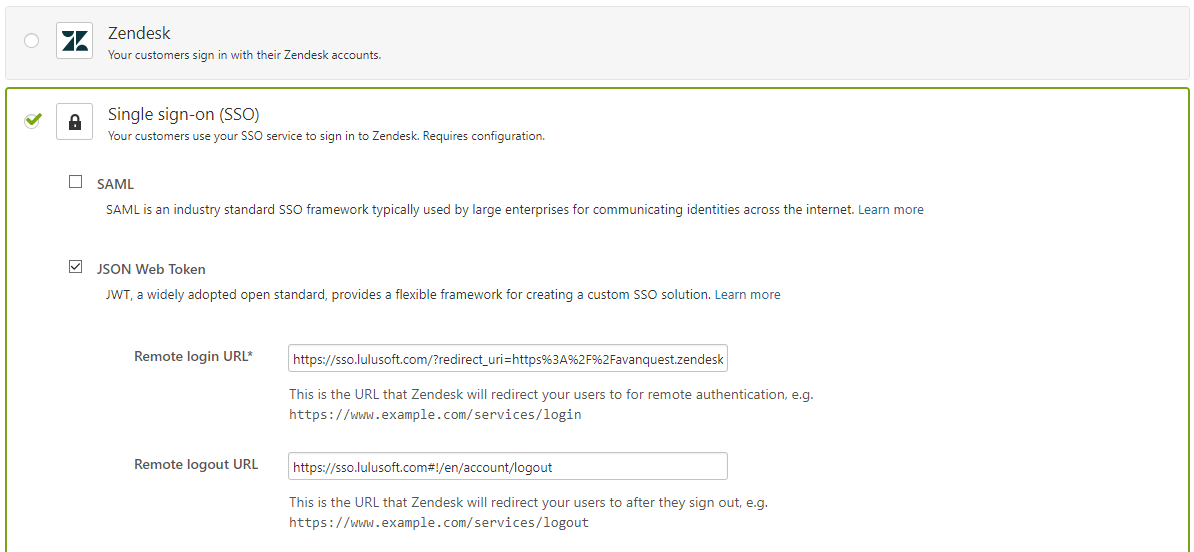 Zendesk
Your customers sign in with their Zendesk accounts.
Single sign-on (SSO)
Your customers use your SSO service to sign in to Zendesk. Requires configuration.
SAML
SAML is an industry standard SSO framework typically used by large enterprises for communicating identities across the internet. Learn more
JSON Web Token
JWT, a widely adopted open standard, provides a flexible framework for creating a custom SSO solution. Learn more
Remote login URL* https://sso.lulusoft.com/?redirect_uri=https%3A%2F%2Favanquest.zendesk
This is the URL that Zendesk will redirect your users to for remote authentication, e.g.
https://www.example.com/services/login
Remote logout URL https://sso.lulusoft.com#!/en/account/logout
This is the URL that Zendesk will redirect your users to after they sign out, e.g.
https://www.example.com/services/logout